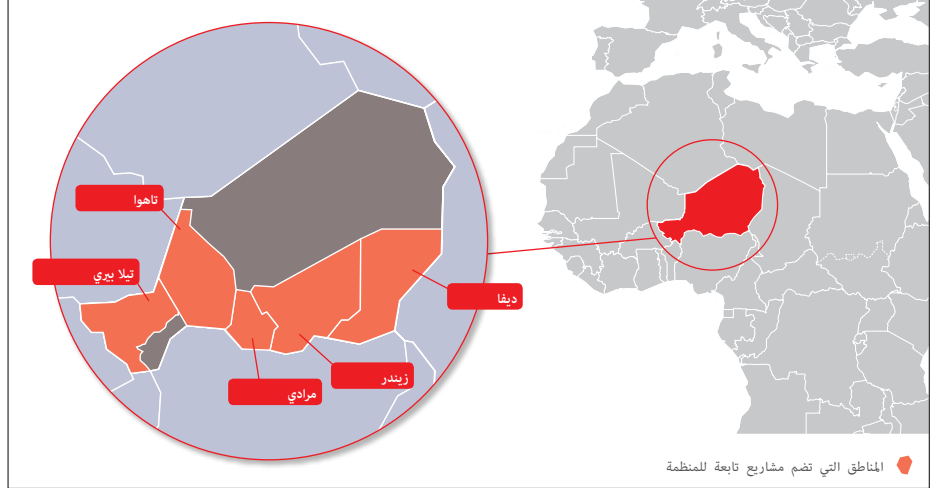 تاهوا
تيلا بيري
ديفا
زيندر
مرادي
المناطق التي تضم مشاريع تابعة للمنظمة